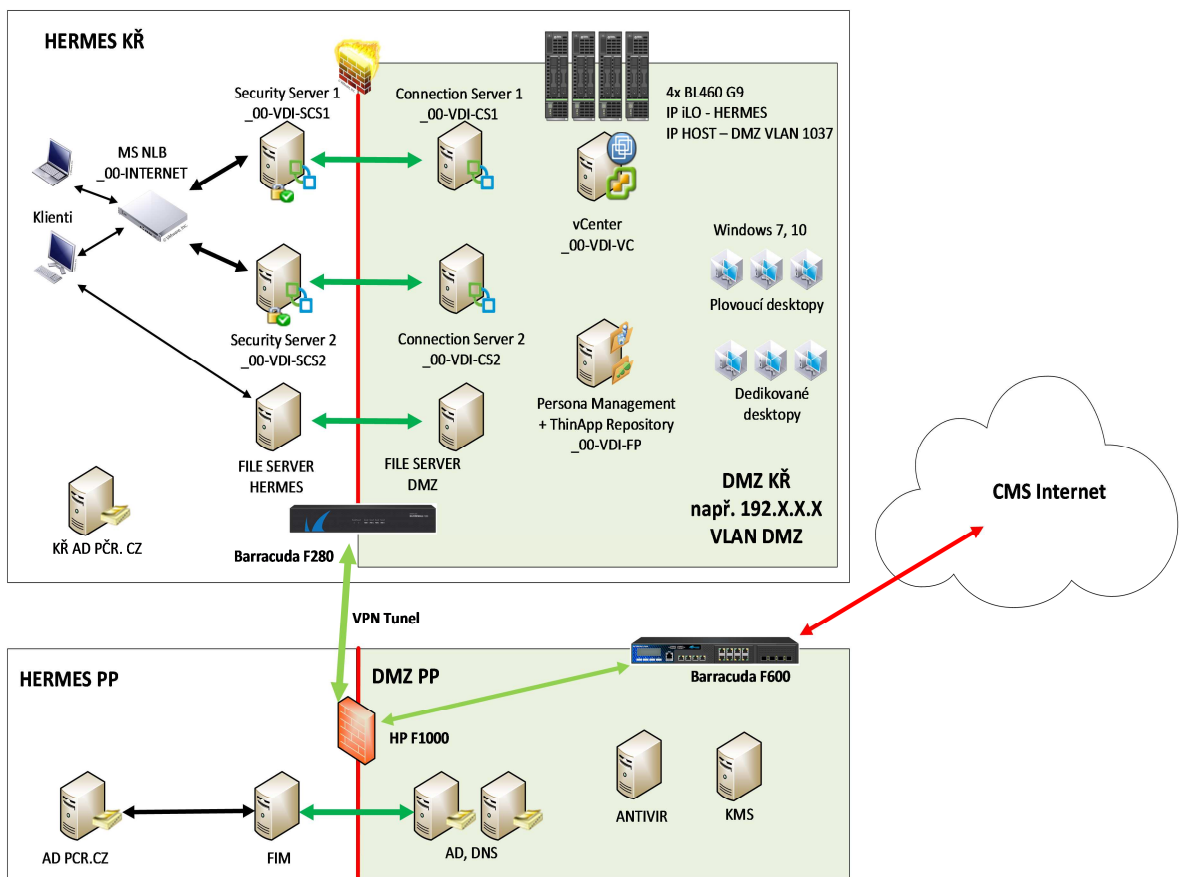 HERMES KŘ
Security Server 1
_00-VDI-SCS1
Connection Server 1
_00-VDI-CS1
4x BL460 G9
IP iLO - HERMES
IP HOST – DMZ VLAN 1037
MS NLB
_00-INTERNET
Klienti
vCenter
_00-VDI-VC
Windows 7, 10
Plovoucí desktopy
Security Server 2
_00-VDI-SCS2
Connection Server 2
_00-VDI-CS2
Persona Management
+ ThinApp Repository
_00-VDI-FP
Dedikované
desktopy
FILE SERVER
HERMES
FILE SERVER
DMZ
DMZ KŘ
např. 192.X.X.X
VLAN DMZ
CMS Internet
KŘ AD PČR. CZ
Barracuda F280
VPN Tunel
HERMES PP
DMZ PP
Barracuda F600
HP F1000
ANTIVIR
KMS
AD PCR.CZ
FIM
AD, DNS